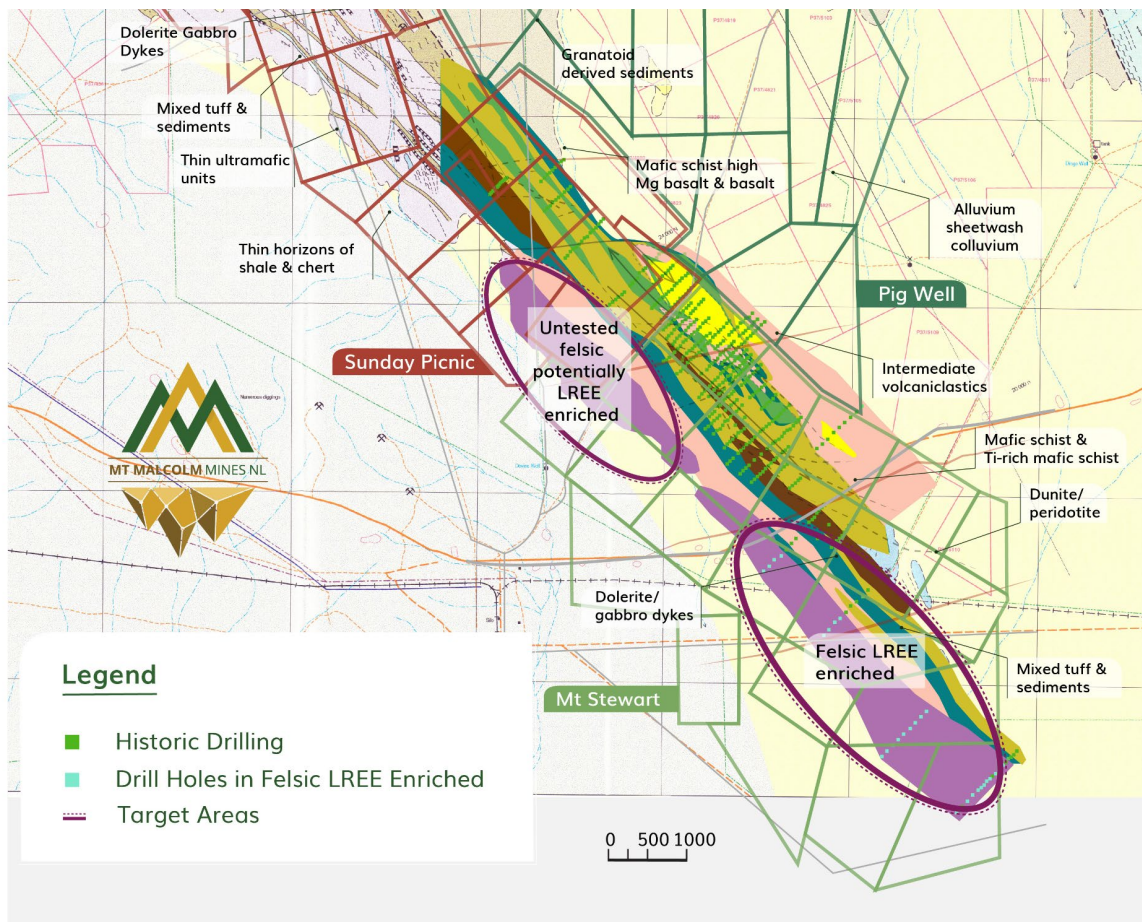 Dolerite Gabbro
Dykes
Mixed tuff &
sediments
Thin ultramafic
units
Thin horizons of
shale & chert
Granatoid
derived sediments
Mafic schist high
Mg basalt & basalt
Alluvium
sheetwash
colluvium
Pig Well
Sunday Picnic
Untested
felsic
potentially
LREE
enriched
Intermediate
volcaniclastics
Mafic schist &
Ti-rich mafic schist
Dunite/
peridotite
MT MALCOLM MINES NL
Dolerite/
gabbro dykes
Felsic LREE
enriched
Mixed tuff &
sediments
Mt Stewart
Legend
Historic Drilling
Drill Holes in Felsic LREE Enriched
Target Areas
0 500 1000